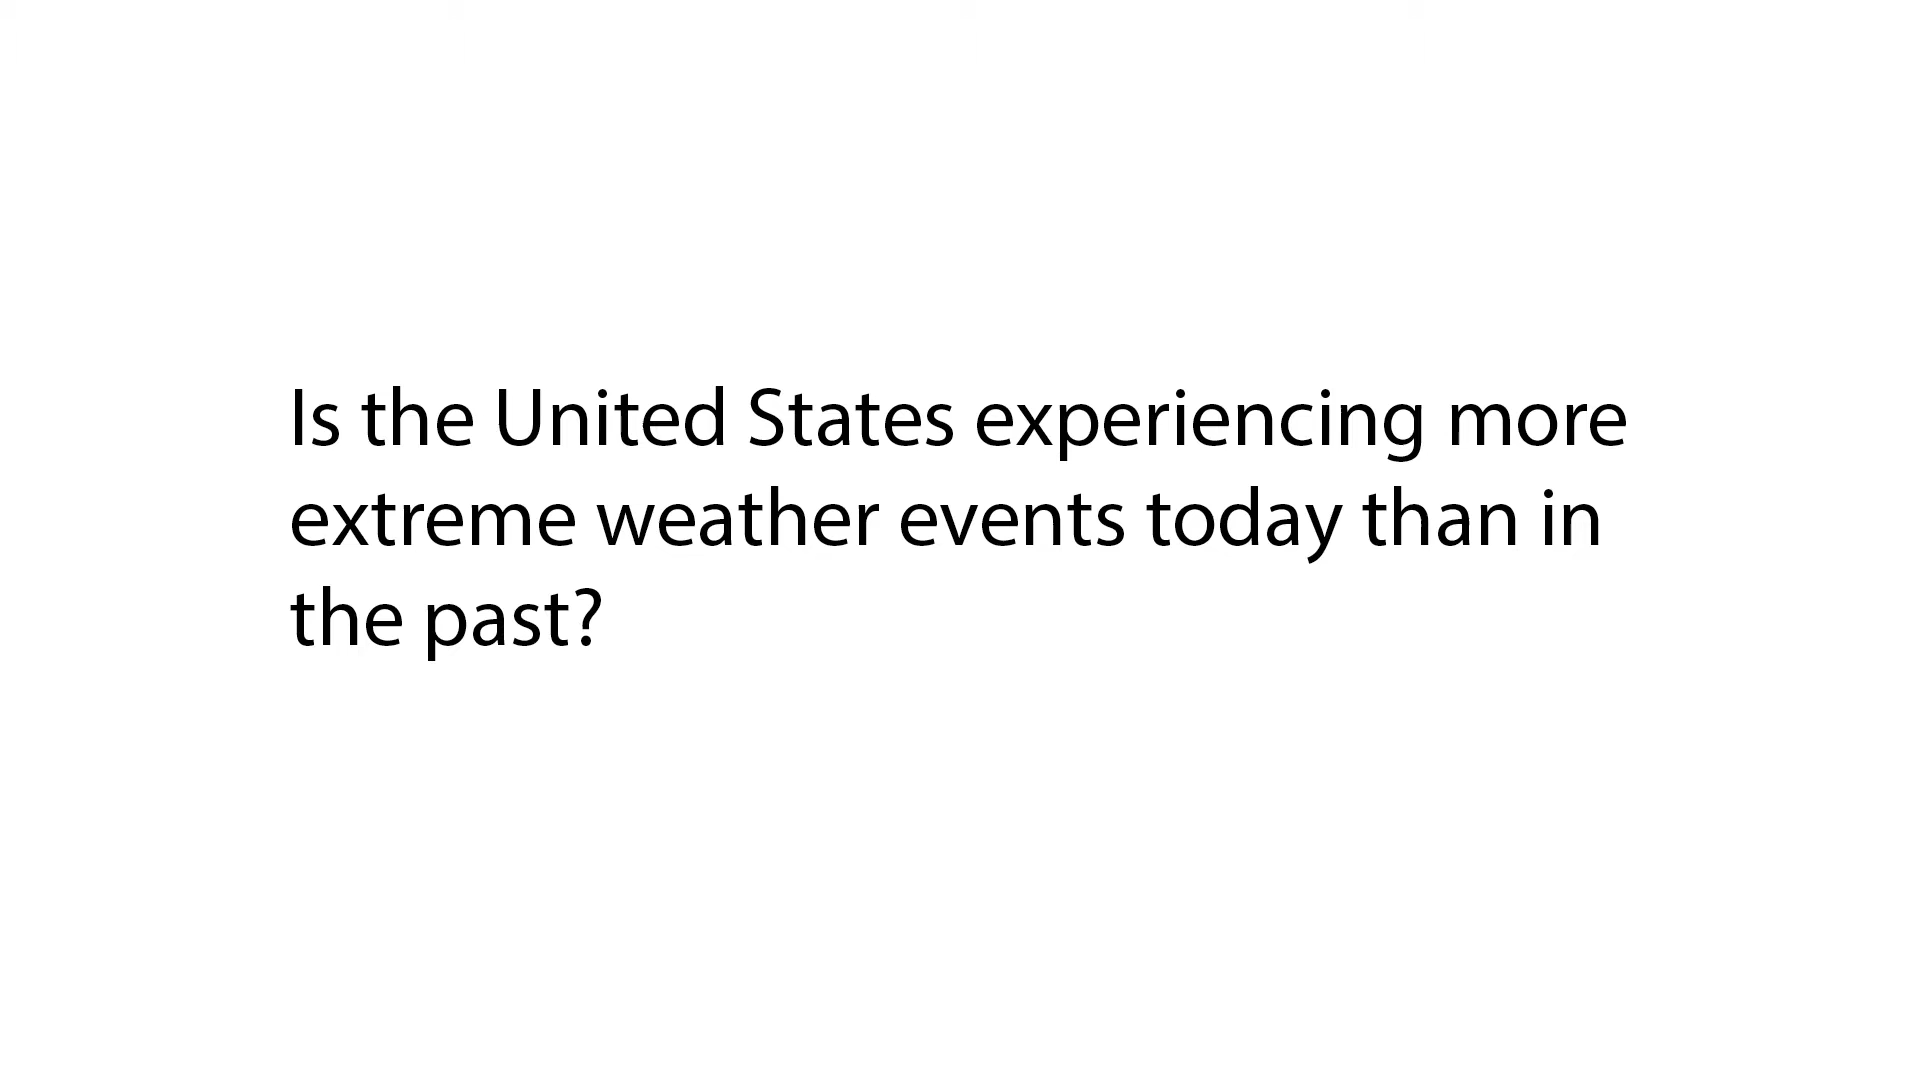 Is the United States experiencing more
extreme weather events today than in
the past?